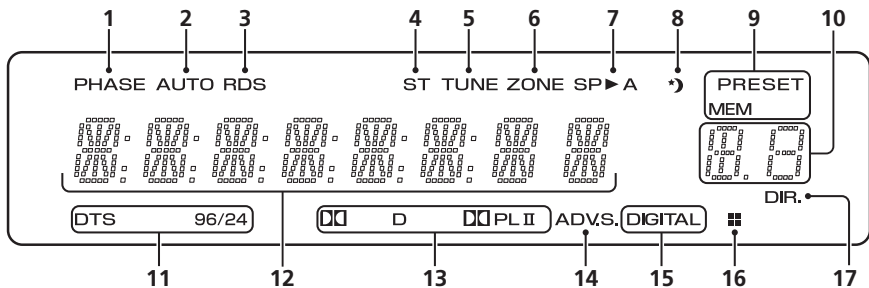 1 2 3 4 5 6 7 8 9 10
PHASE AUTO RDS ST TUNE ZONE SP►A PRESET
MEM
DIR.
DTS 96/24 D PL II ADV.S. DIGITAL
11 12 13 14 15 16 17